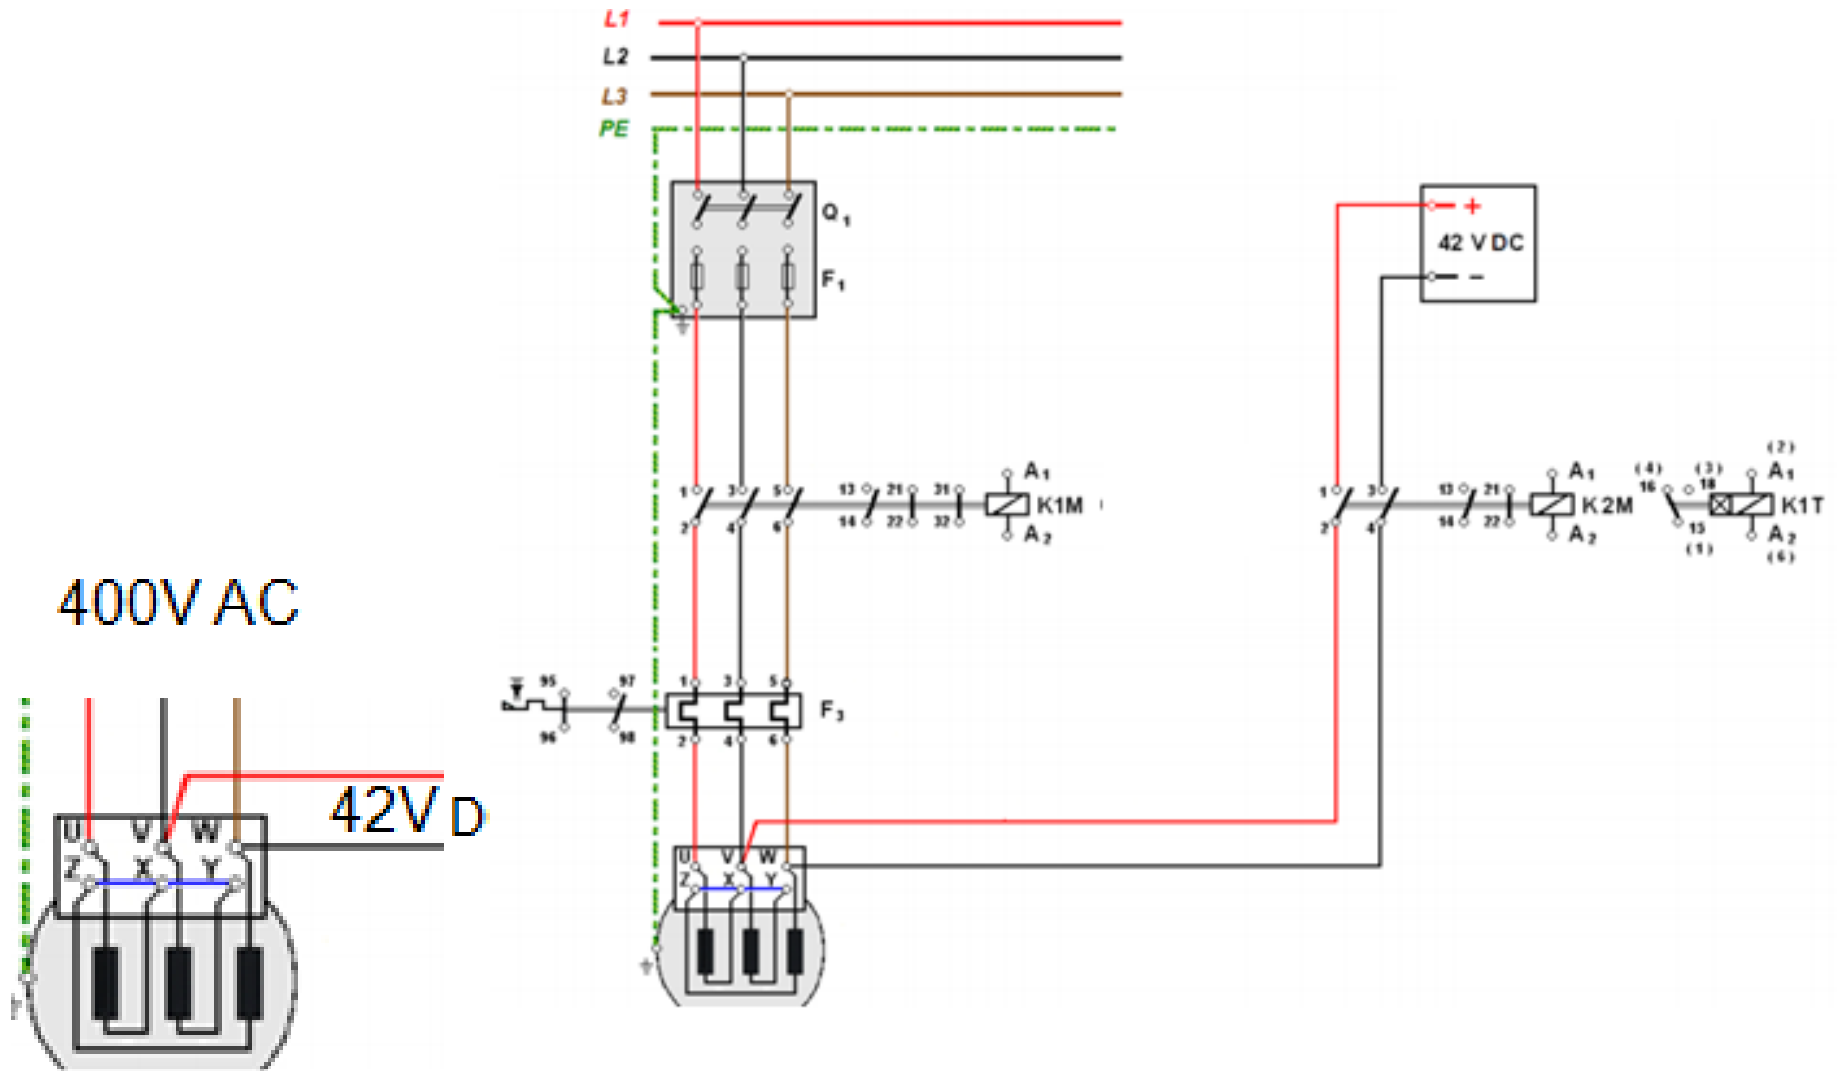 L1
L2
L3
PE
Q1
F1
+
42 V DC
−
1 3 5 13 21 31 A1
K1M
2 4 6 14 22 32 A2
1 3 13 21 A1
K2M
2 4 14 22 A2
(4) (3) (2)
16 18 A1
K1T
15 A2
(1) (6)
400V AC
95 97 1 3 5
F3
96 98 2 4 6
42V D
U V W
Z X Y
U V W
Z X Y